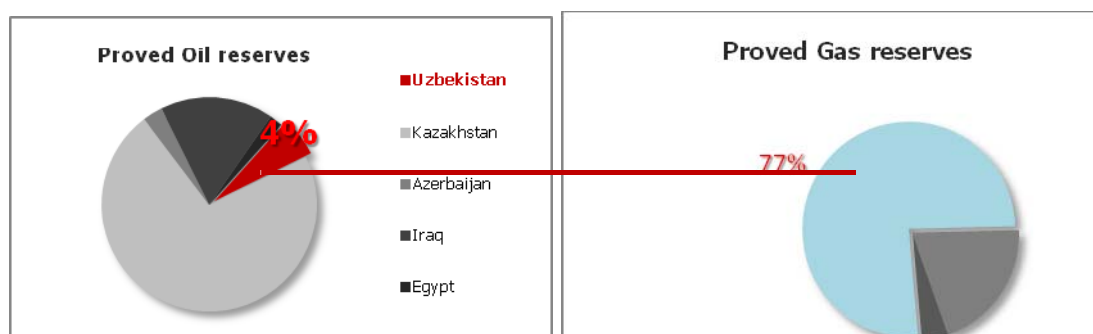 Proved Oil reserves
4%
Uzbekistan
Kazakhstan
Azerbaijan
Iraq
Egypt
Proved Gas reserves
77%